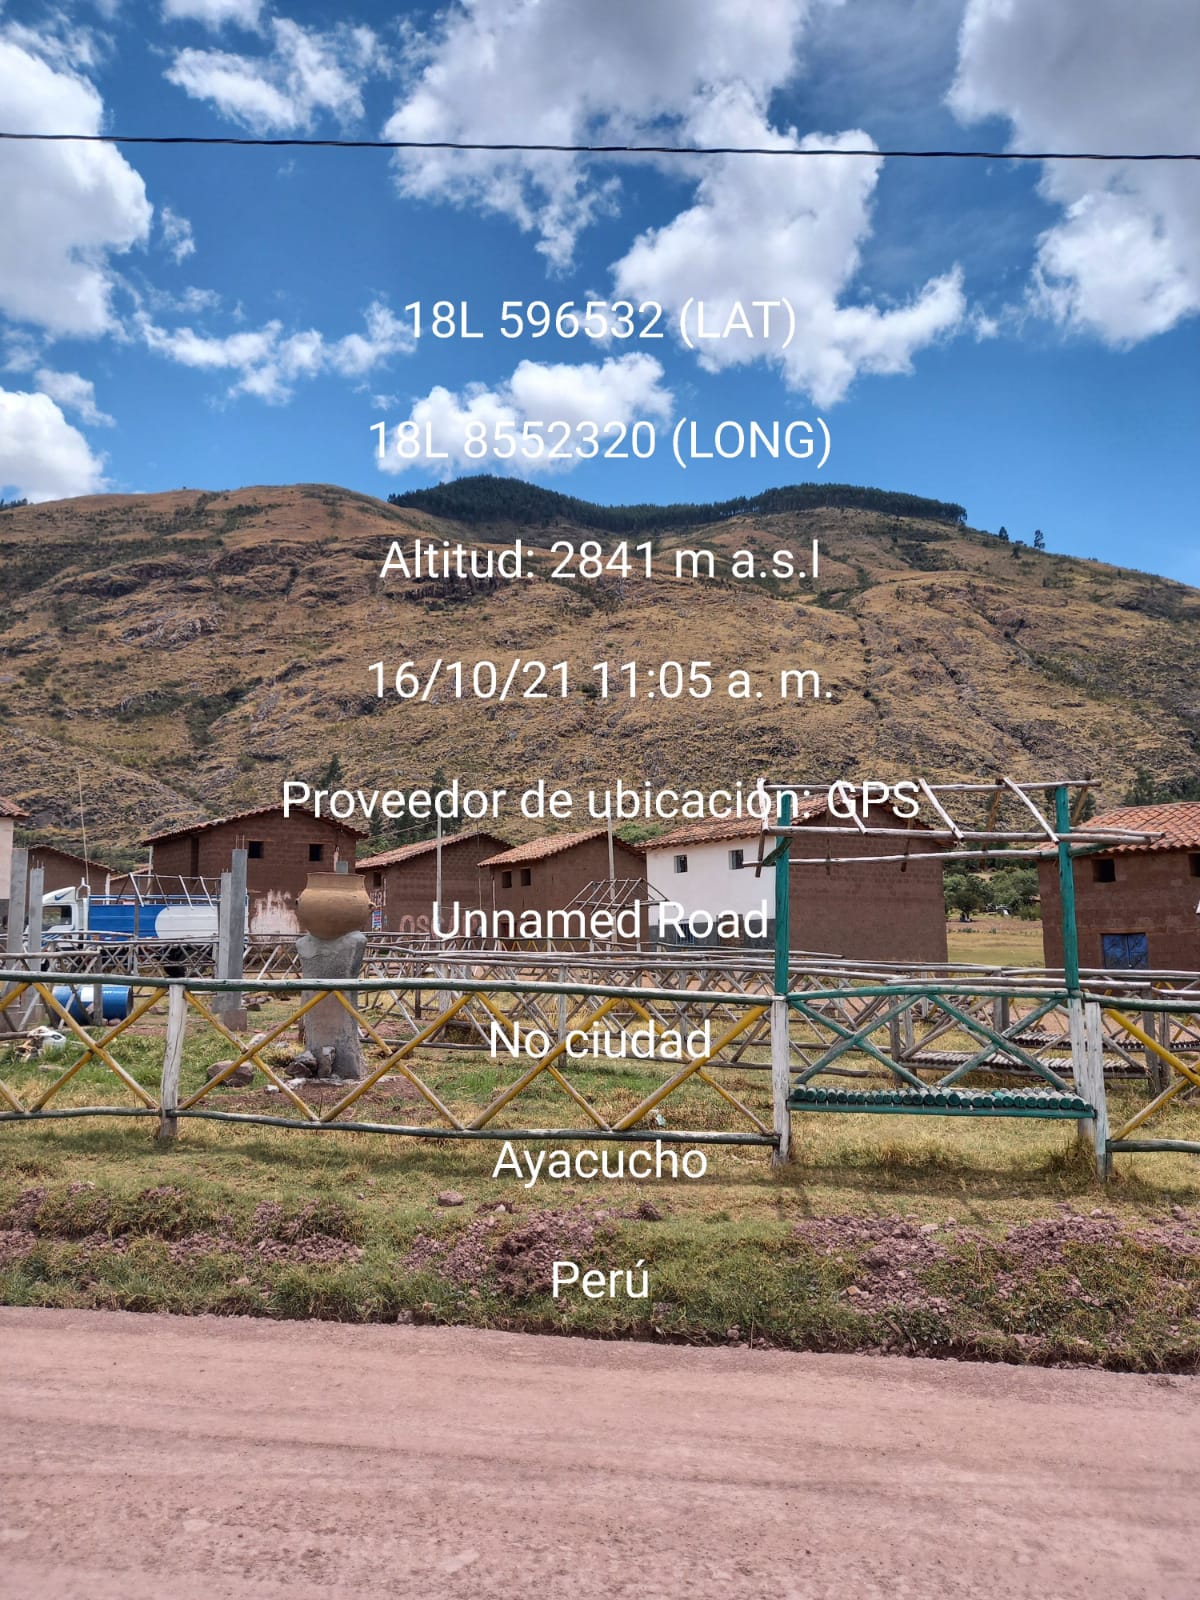 18L 596532 (LAT)
18L 8552320 (LONG)
Altitud: 2841 m a.s.l
16/10/21 11:05 a. m.
Proveedor de ubicación: GPS
Unnamed Road
No ciudad
Ayacucho
Perú